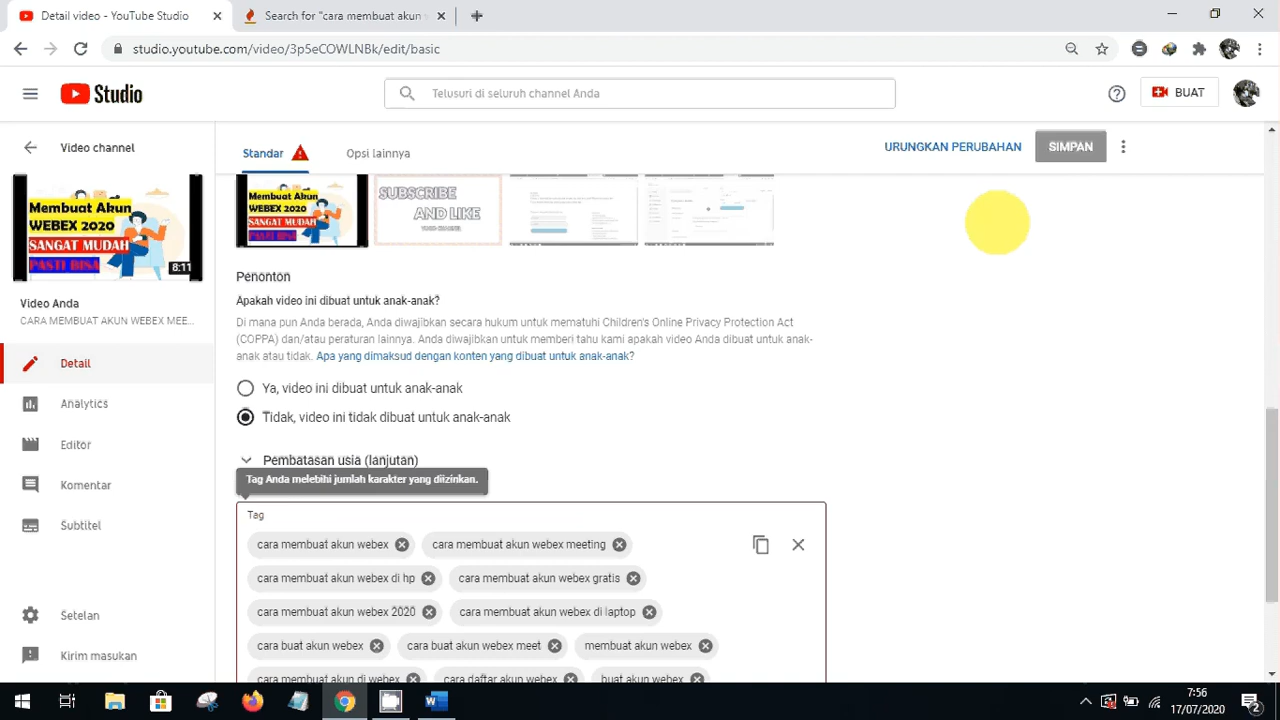 Detail video - YouTube Studio
Search for "cara membuat akun
studio.youtube.com/video/3p5eCOWLNBk/edit/basic
Studio
Telusuri di seluruh channel Anda
BUAT
Video channel
Standar
Opsi lainnya
URUNGKAN PERUBAHAN
SIMPAN
Membuat Akun
WEBEX 2020
SANGAT MUDAH
PASTI BISA
8:11
Membuat Akun
WEBEX 2020
SANGAT MUDAH
PASTI BISA
SUBSCRIBE
AND LIKE
Video Anda
CARA MEMBUAT AKUN WEBEX MEE...
Detail
Analytics
Editor
Komentar
Subtitel
Setelan
Kirim masukan
Penonton
Apakah video ini dibuat untuk anak-anak?
Di mana pun Anda berada, Anda diwajibkan secara hukum untuk mematuhi Children's Online Privacy Protection Act
(COPPA) dan/atau peraturan lainnya. Anda diwajibkan untuk memberi tahu kami apakah video Anda dibuat untuk anak-
anak atau tidak. Apa yang dimaksud dengan konten yang dibuat untuk anak-anak?
Ya, video ini dibuat untuk anak-anak
Tidak, video ini tidak dibuat untuk anak-anak
Pembatasan usia (lanjutan)
Tag Anda melebihi jumlah karakter yang diizinkan.
Tag
cara membuat akun webex
cara membuat akun webex meeting
cara membuat akun webex di hp
cara membuat akun webex gratis
cara membuat akun webex 2020
cara membuat akun webex di laptop
cara buat akun webex
cara buat akun webex meet
membuat akun webex
cara membuat akun di webex
cara daftar akun webex
buat akun webex
7:56
17/07/2020
2